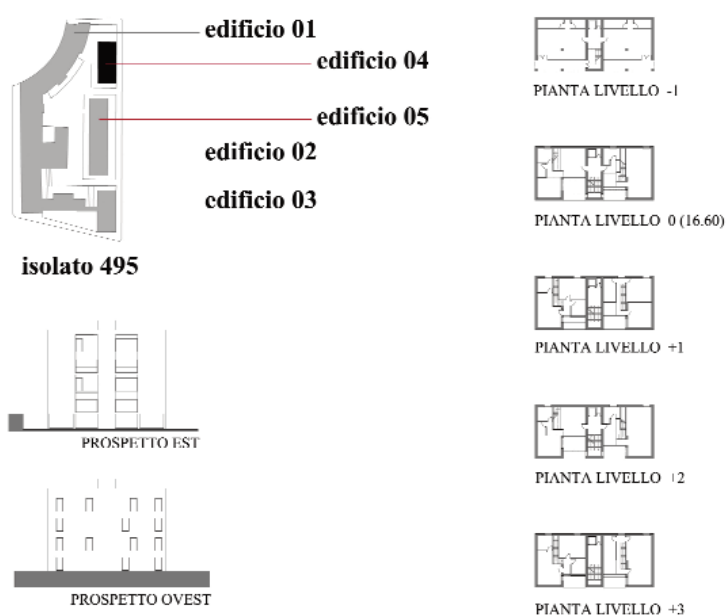 edificio 01
edificio 04
edificio 05
edificio 02
edificio 03
isolato 495
PROSPETTO EST
PROSPETTO OVEST
PIANTA LIVELLO -1
PIANTA LIVELLO 0 (16.60)
PIANTA LIVELLO +1
PIANTA LIVELLO +2
PIANTA LIVELLO +3